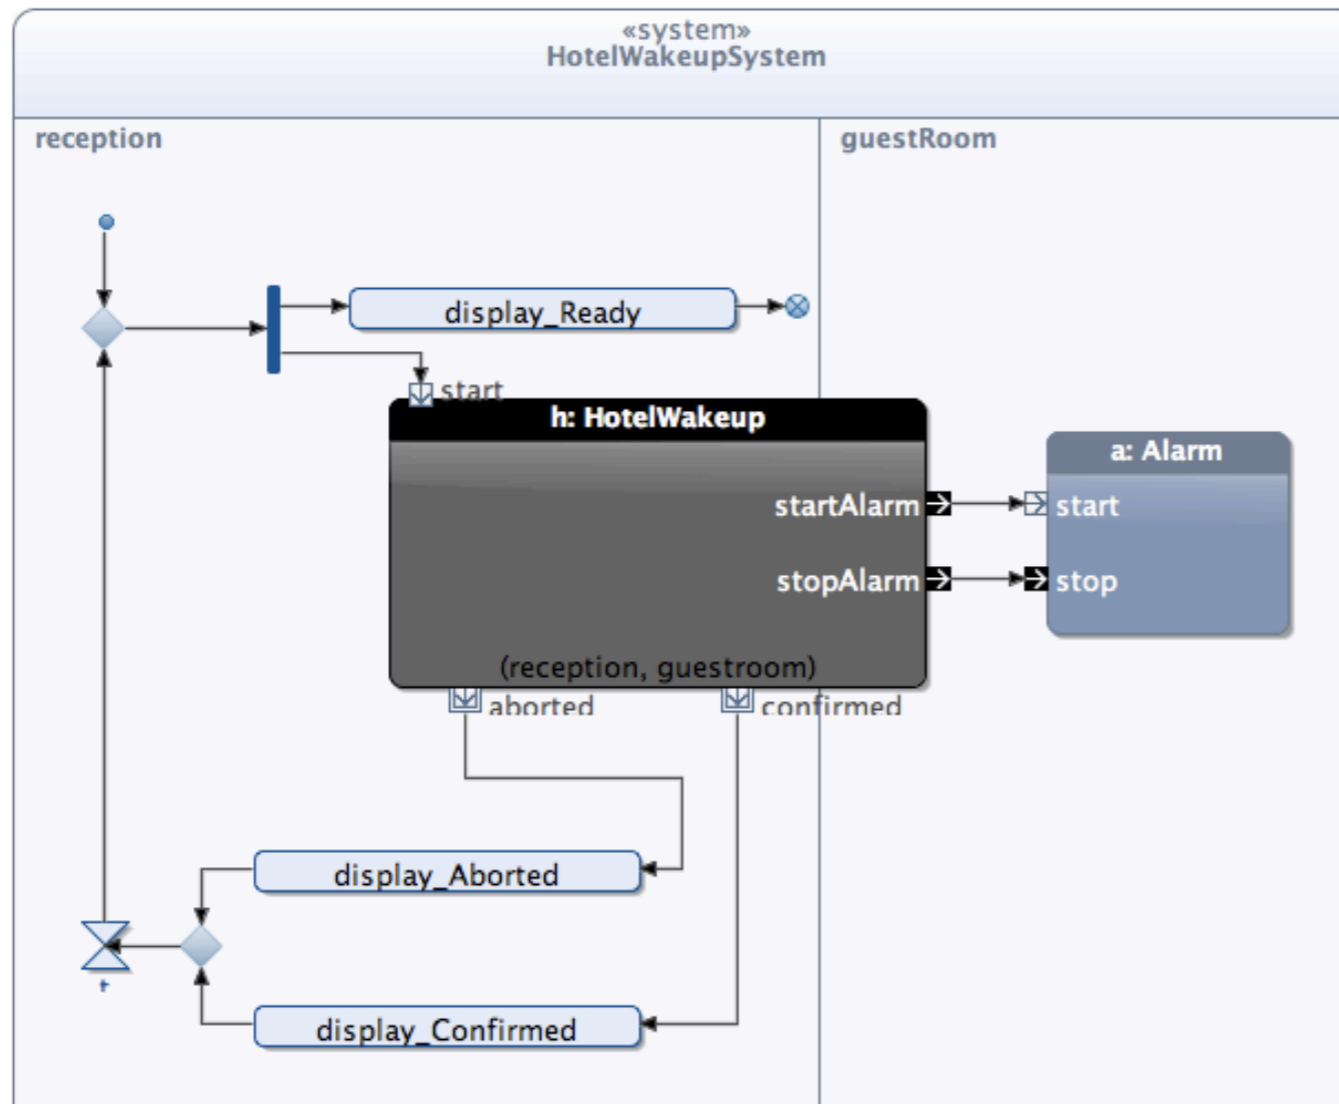 «system»
HotelWakeupSystem
reception
guestRoom
display_Ready
start
h: HotelWakeup
a: Alarm
startAlarm
start
stopAlarm
stop
(reception, guestroom)
aborted
confirmed
display_Aborted
t
display_Confirmed